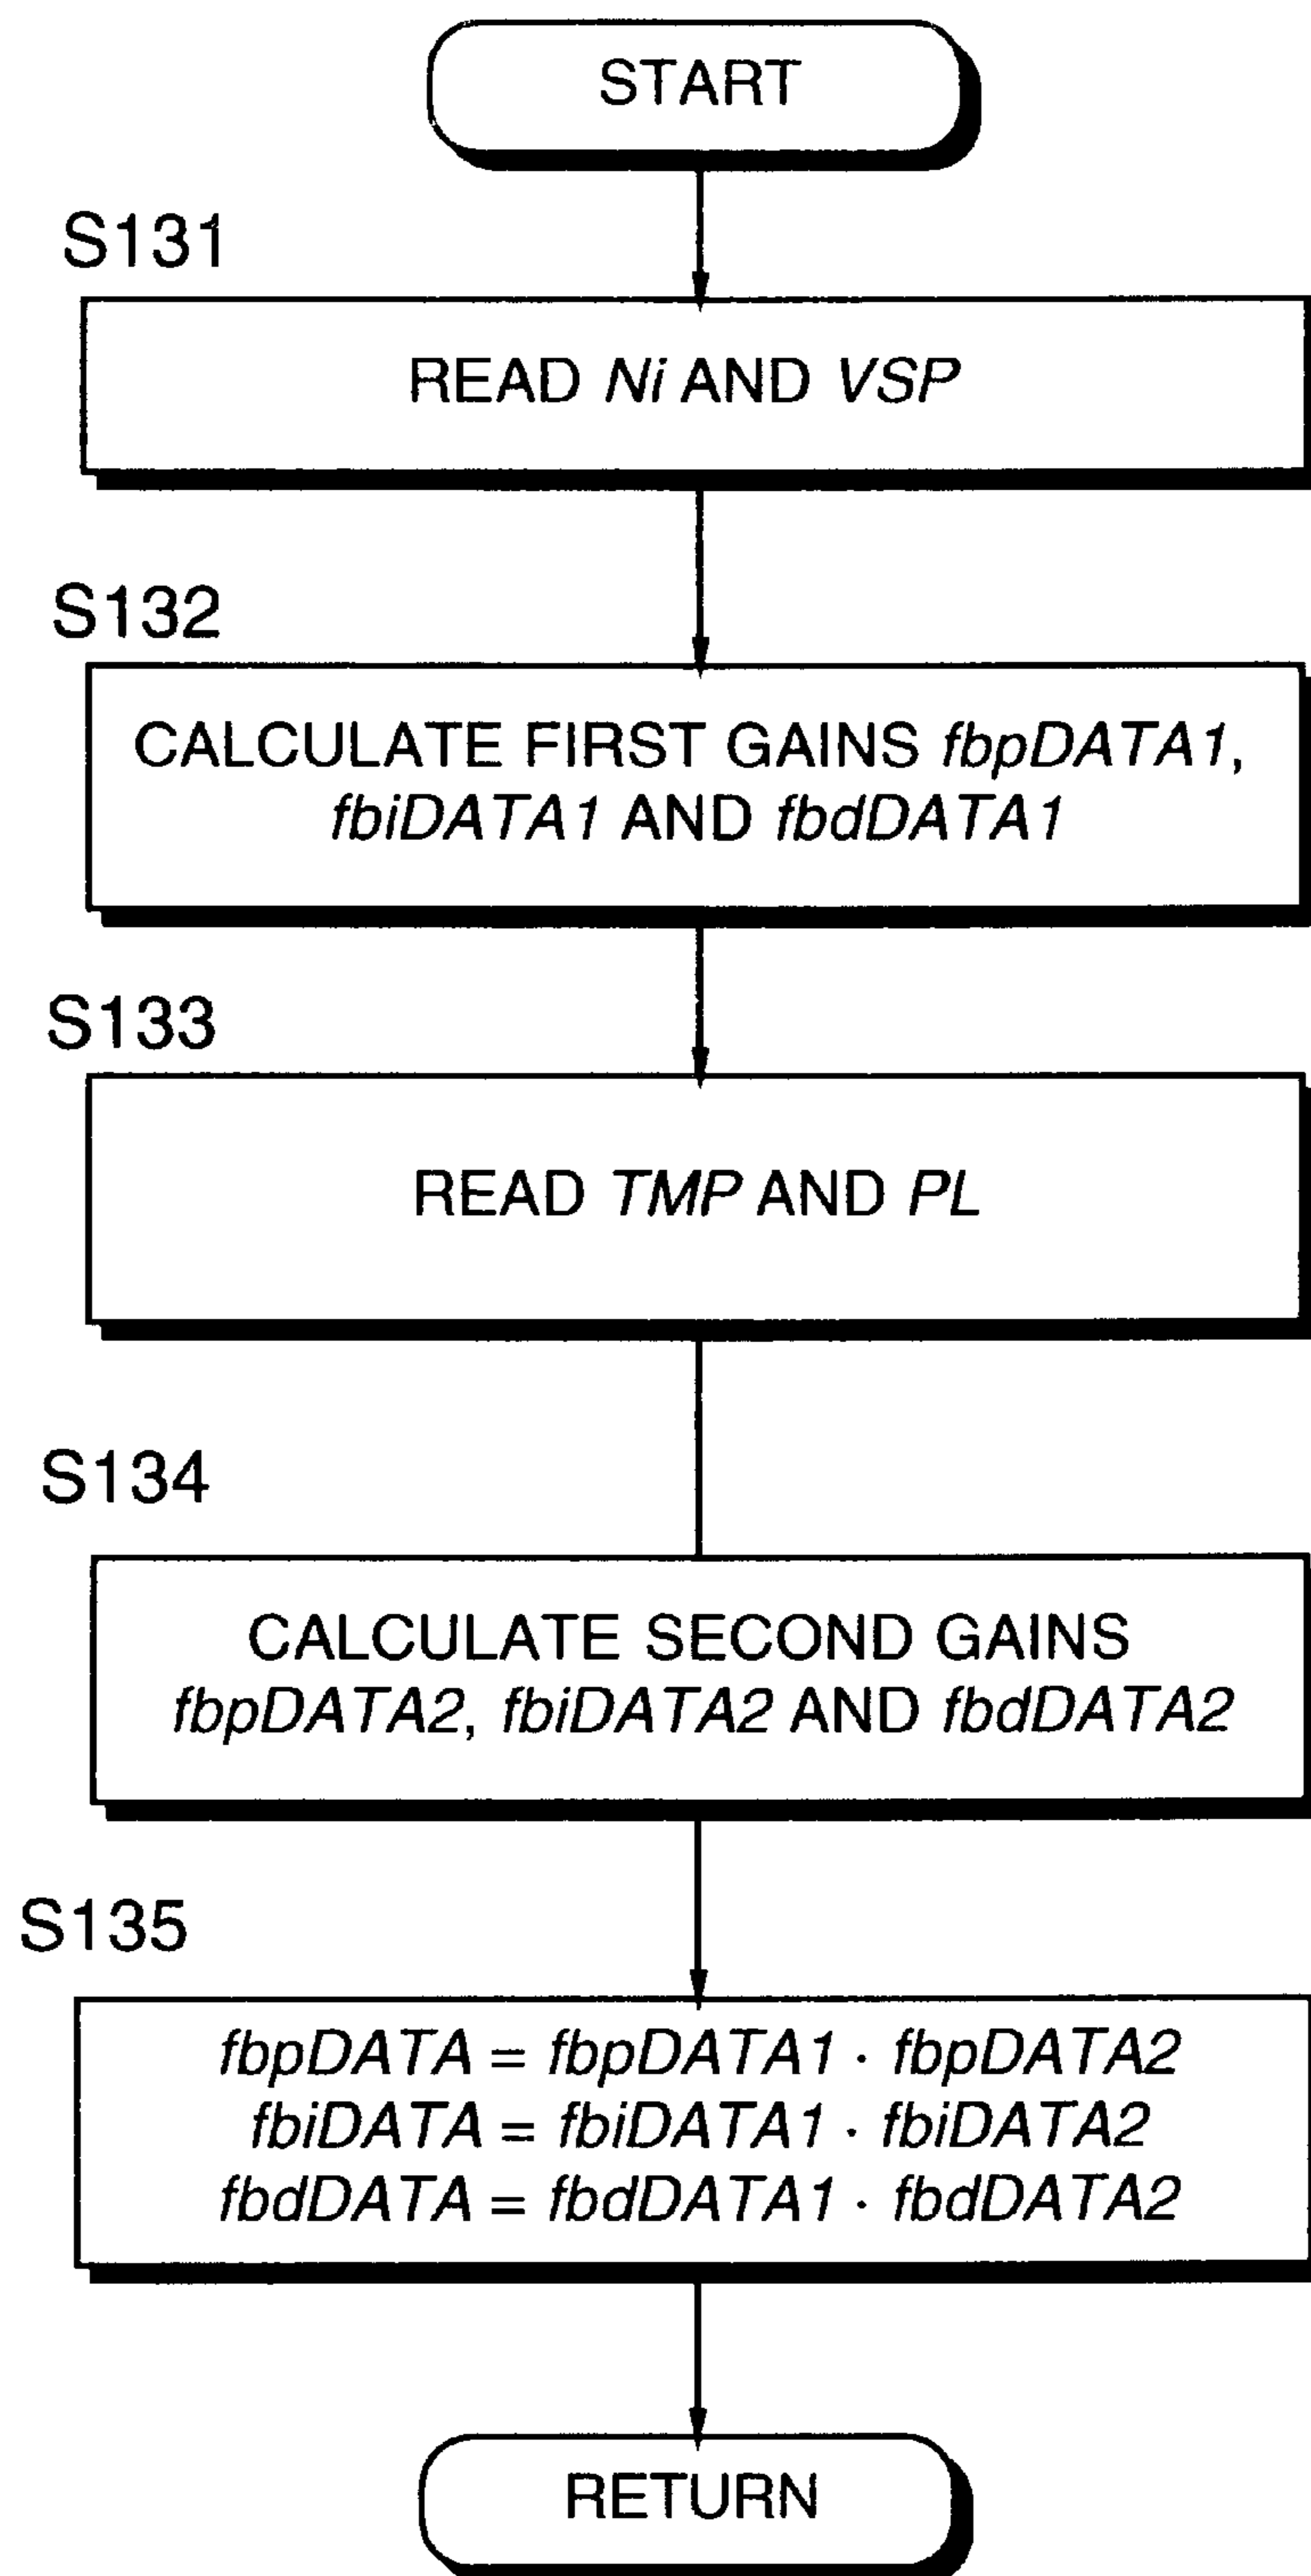 START
S131
READ Ni AND VSP
S132
CALCULATE FIRST GAINS fbpDATA1,
fbiDATA1 AND fbdDATA1
S133
READ TMP AND PL
S134
CALCULATE SECOND GAINS
fbpDATA2, fbiDATA2 AND fbdDATA2
S135
fbpDATA = fbpDATA1 · fbpDATA2
fbiDATA = fbiDATA1 · fbiDATA2
fbdDATA = fbdDATA1 · fbdDATA2
RETURN